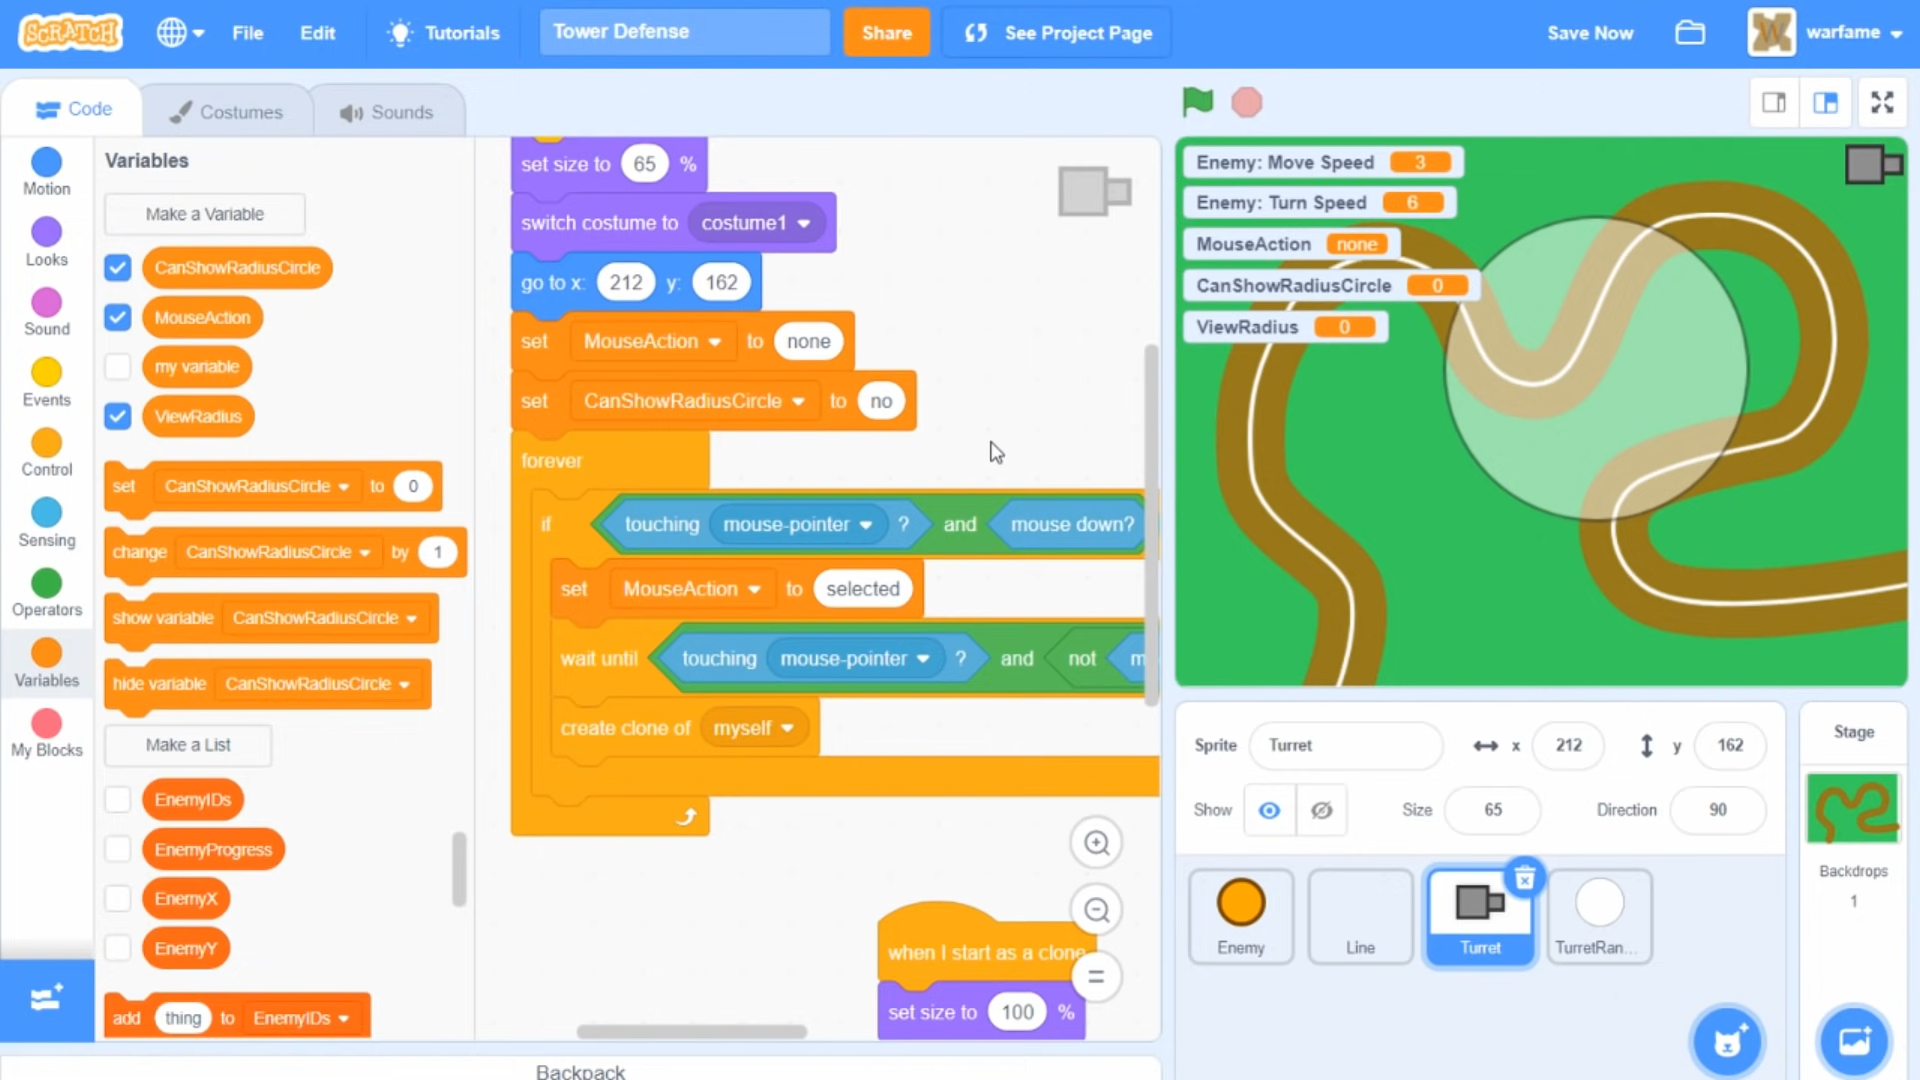 SCRATCH File Edit Tutorials Tower Defense Share See Project Page Save Now warfame
Code Costumes Sounds
Motion
Looks
Sound
Events
Control
Sensing
Operators
Variables
My Blocks
Variables
Make a Variable
CanShowRadiusCircle
MouseAction
my variable
ViewRadius
set CanShowRadiusCircle to 0
change CanShowRadiusCircle by 1
show variable CanShowRadiusCircle
hide variable CanShowRadiusCircle
Make a List
EnemyIDs
EnemyProgress
EnemyX
EnemyY
add thing to EnemyIDs
set size to 65 %
switch costume to costume1
go to x: 212 y: 162
set MouseAction to none
set CanShowRadiusCircle to no
forever
if touching mouse-pointer ? and mouse down?
set MouseAction to selected
wait until touching mouse-pointer ? and not m
create clone of myself
when I start as a clone
set size to 100 %
Backpack
Enemy: Move Speed 3
Enemy: Turn Speed 6
MouseAction none
CanShowRadiusCircle 0
ViewRadius 0
Sprite Turret x 212 y 162
Show Size 65 Direction 90
Enemy Line Turret TurretRan...
Stage
Backdrops
1